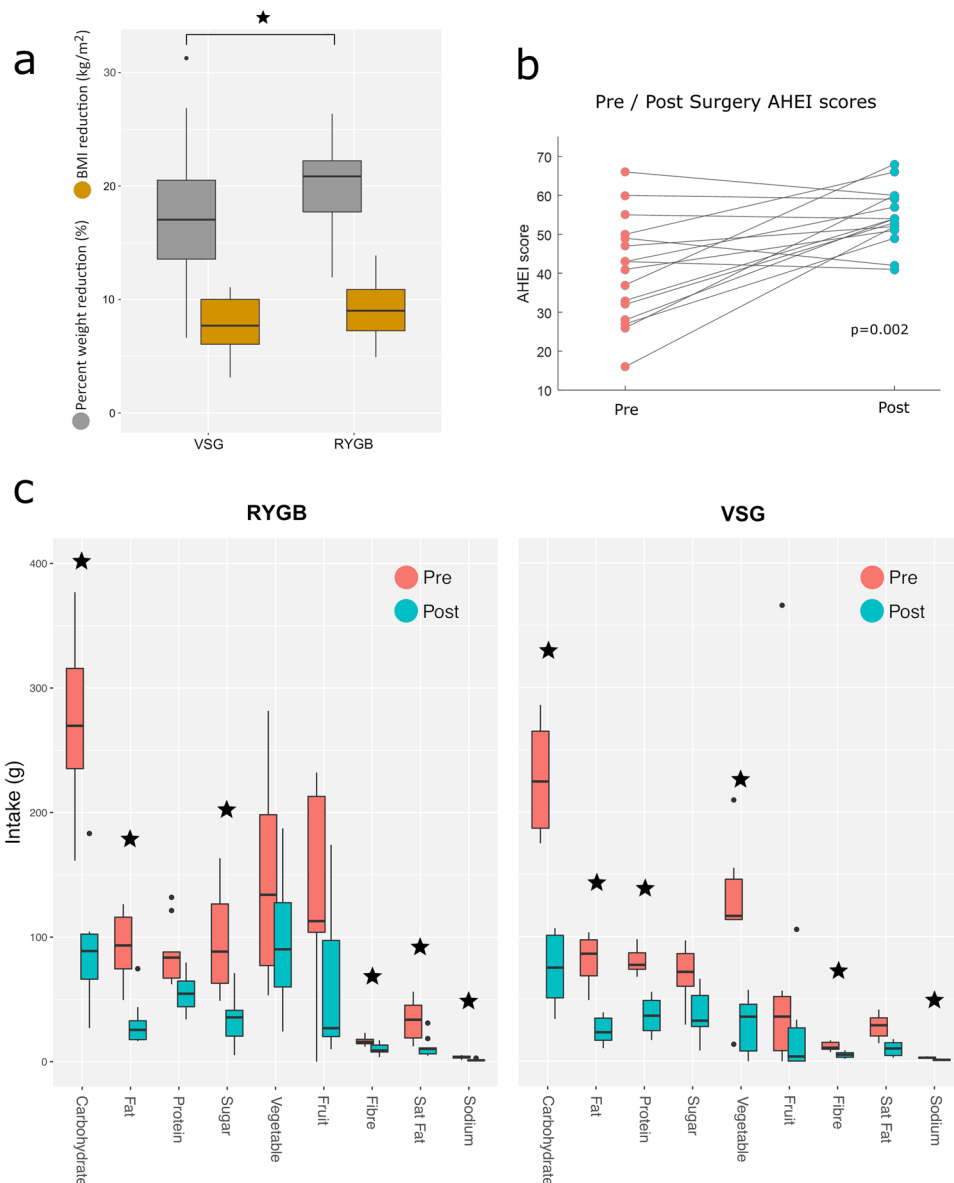 a
Percent weight reduction (%) BMI reduction (kg/m²)
30
20
10
0
VSG RYGB
b
Pre / Post Surgery AHEI scores
AHEI score
70
60
50
40
30
20
10
p=0.002
Pre Post
c
RYGB
Intake (g)
400
300
200
100
0
Pre
Post
Carbohydrate
Fat
Protein
Sugar
Vegetable
Fruit
Fibre
Sat Fat
Sodium
VSG
Pre
Post
Carbohydrate
Fat
Protein
Sugar
Vegetable
Fruit
Fibre
Sat Fat
Sodium